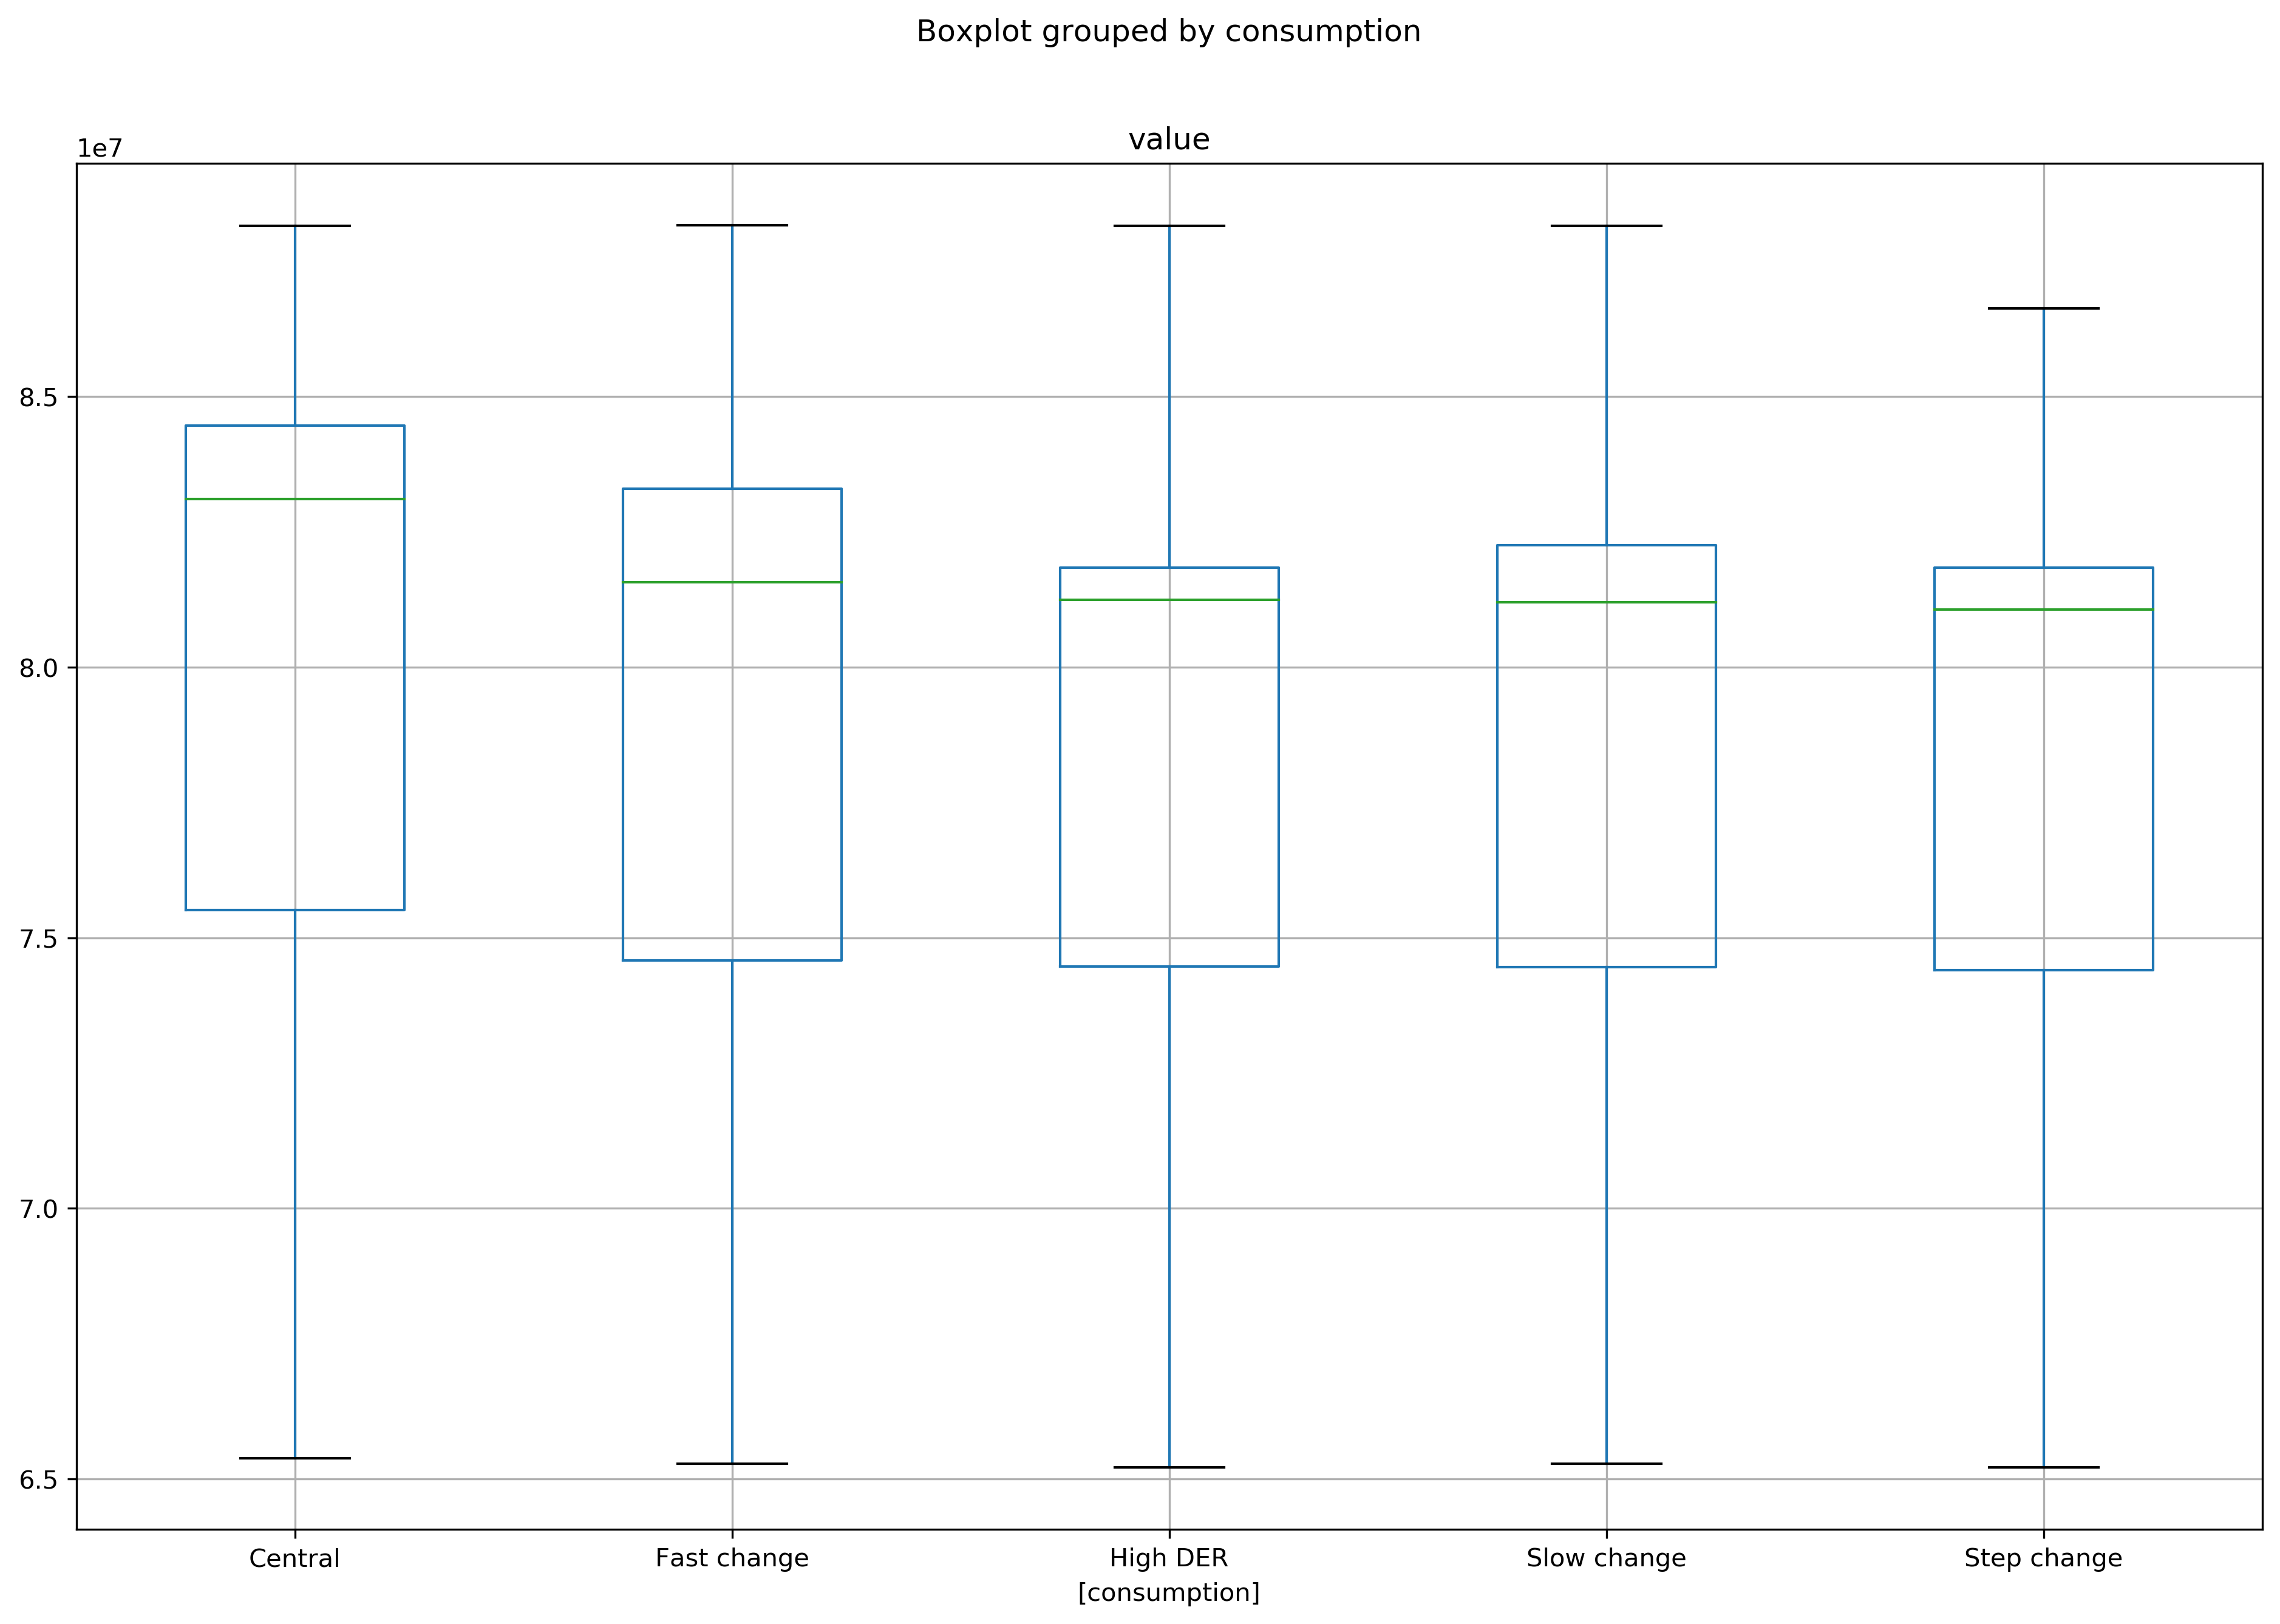 Boxplot grouped by consumption
value
1e7
8.5
8.0
7.5
7.0
6.5
Central Fast change High DER Slow change Step change
[consumption]